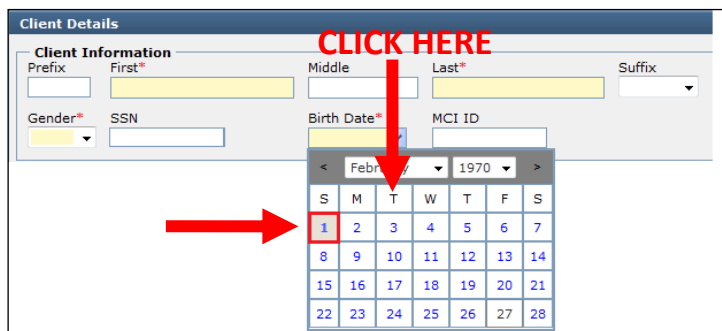 Client Details
CLICK HERE
Client Information
Prefix First* Middle Last* Suffix
Gender* SSN Birth Date* MCI ID
< February 1970 >
S M T W T F S
1 2 3 4 5 6 7
8 9 10 11 12 13 14
15 16 17 18 19 20 21
22 23 24 25 26 27 28